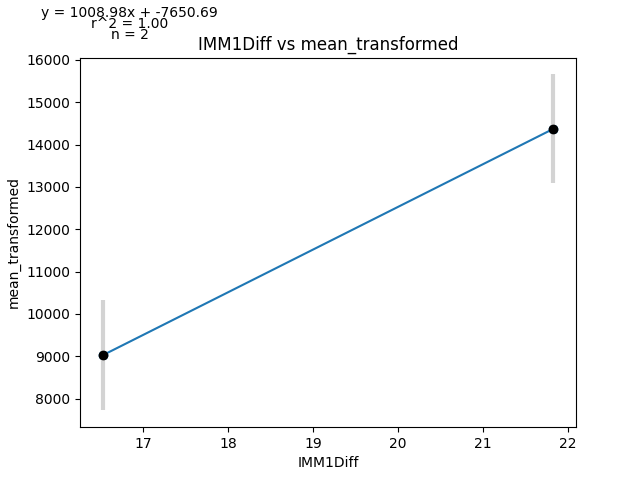 y = 1008.98x + -7650.69
r^2 = 1.00
n = 2
IMM1Diff vs mean_transformed
16000
15000
14000
13000
12000
11000
10000
9000
8000
mean_transformed
17 18 19 20 21 22
IMM1Diff